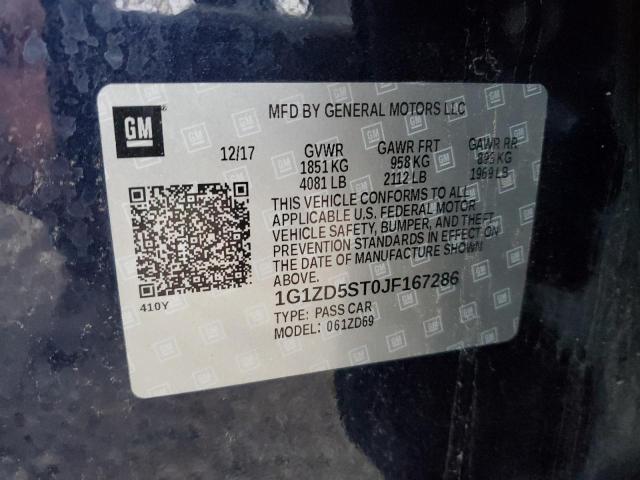 GM
MFD BY GENERAL MOTORS LLC
12/17 GVWR GAWR FRT GAWR RR
1851 KG 958 KG 893 KG
4081 LB 2112 LB 1969 LB
THIS VEHICLE CONFORMS TO ALL
APPLICABLE U.S. FEDERAL MOTOR
VEHICLE SAFETY, BUMPER, AND THEFT
PREVENTION STANDARDS IN EFFECT ON
THE DATE OF MANUFACTURE SHOWN
ABOVE.
1G1ZD5ST0JF167286
410Y
TYPE: PASS CAR
MODEL: 061ZD69